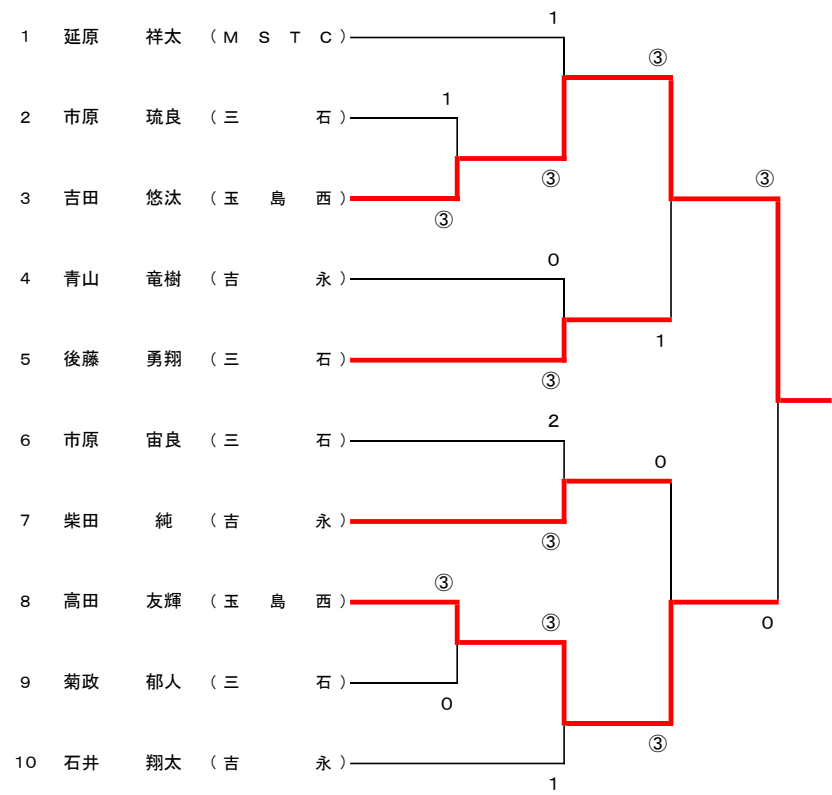 1
1 延原 祥太 （Ｍ Ｓ Ｔ Ｃ）
③
1
2 市原 琉良 （三 石）
③
③
3 吉田 悠汰 （玉 島 西）
③
0
4 青山 竜樹 （吉 永）
1
5 後藤 勇翔 （三 石）
③
2
6 市原 宙良 （三 石）
0
7 柴田 純 （吉 永）
③
③
8 高田 友輝 （玉 島 西）
③
0
9 菊政 郁人 （三 石）
0
③
10 石井 翔太 （吉 永）
1